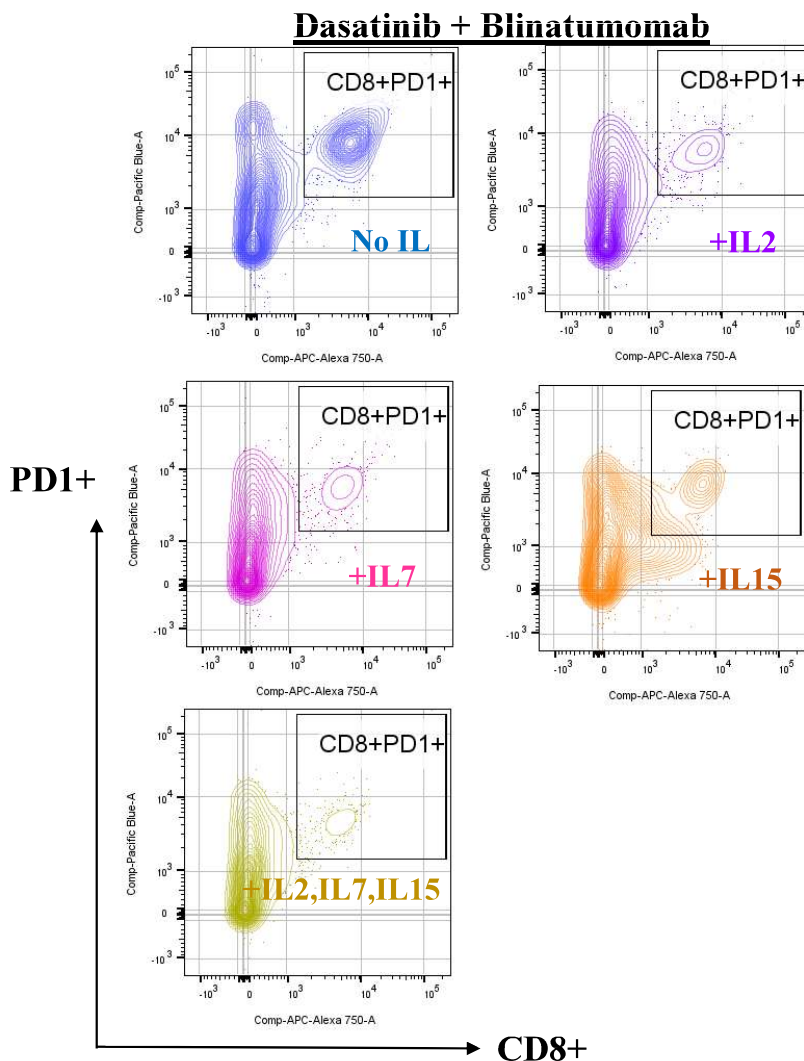 Dasatinib + Blinatumomab
CD8+PD1+
10^5
10^4
10^3
0
-10^3
Comp-Pacific Blue-A
No IL
-10^3 0 10^3 10^4 10^5
Comp-APC-Alexa 750-A
CD8+PD1+
10^5
10^4
10^3
0
-10^3
Comp-Pacific Blue-A
+IL2
-10^3 0 10^3 10^4 10^5
Comp-APC-Alexa 750-A
PD1+
CD8+PD1+
10^5
10^4
10^3
0
-10^3
Comp-Pacific Blue-A
+IL7
-10^3 0 10^3 10^4 10^5
Comp-APC-Alexa 750-A
CD8+PD1+
10^5
10^4
10^3
0
-10^3
Comp-Pacific Blue-A
+IL15
-10^3 0 10^3 10^4 10^5
Comp-APC-Alexa 750-A
CD8+PD1+
10^5
10^4
10^3
0
-10^3
Comp-Pacific Blue-A
+IL2,IL7,IL15
-10^3 0 10^3 10^4 10^5
Comp-APC-Alexa 750-A
CD8+